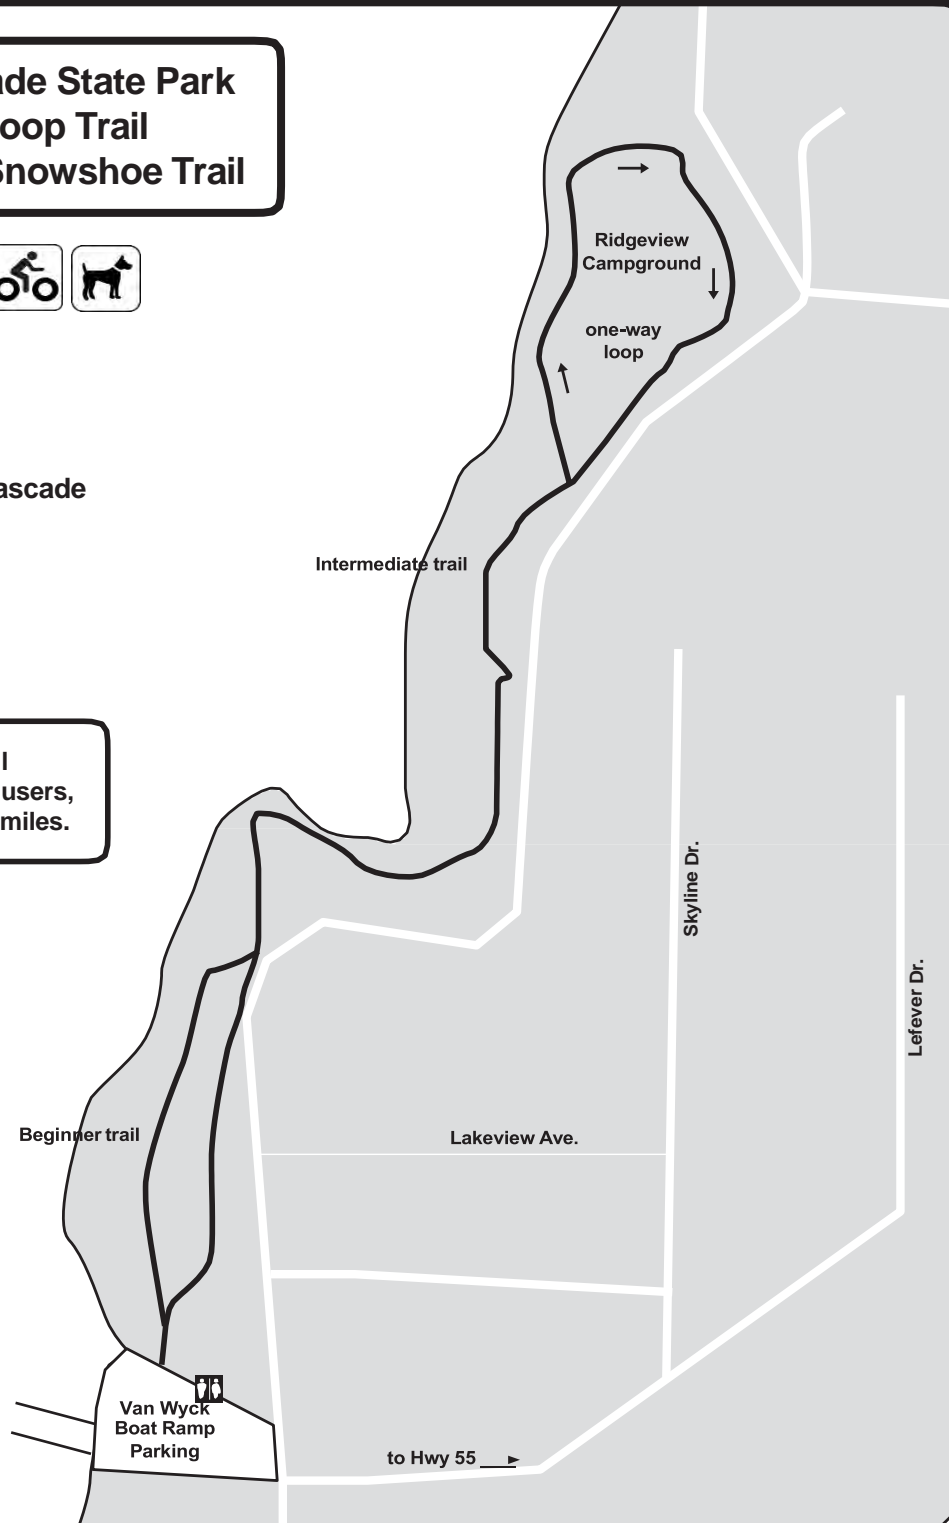 ade State Park
oop Trail
Snowshoe Trail
Ridgeview
Campground
one-way
loop
ascade
Intermediate trail
l
users,
miles.
Skyline Dr.
Lefever Dr.
Beginner trail
Lakeview Ave.
Van Wyck
Boat Ramp
Parking
to Hwy 55